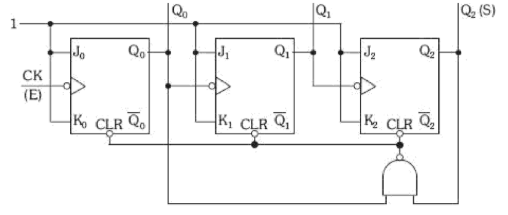 Q₀ Q₁ Q₂ (S)
1
J₀ Q₀ J₁ Q₁ J₂ Q₂
CK
(E)
K₀ CLR Q̅₀ K₁ CLR Q̅₁ K₂ CLR Q̅₂